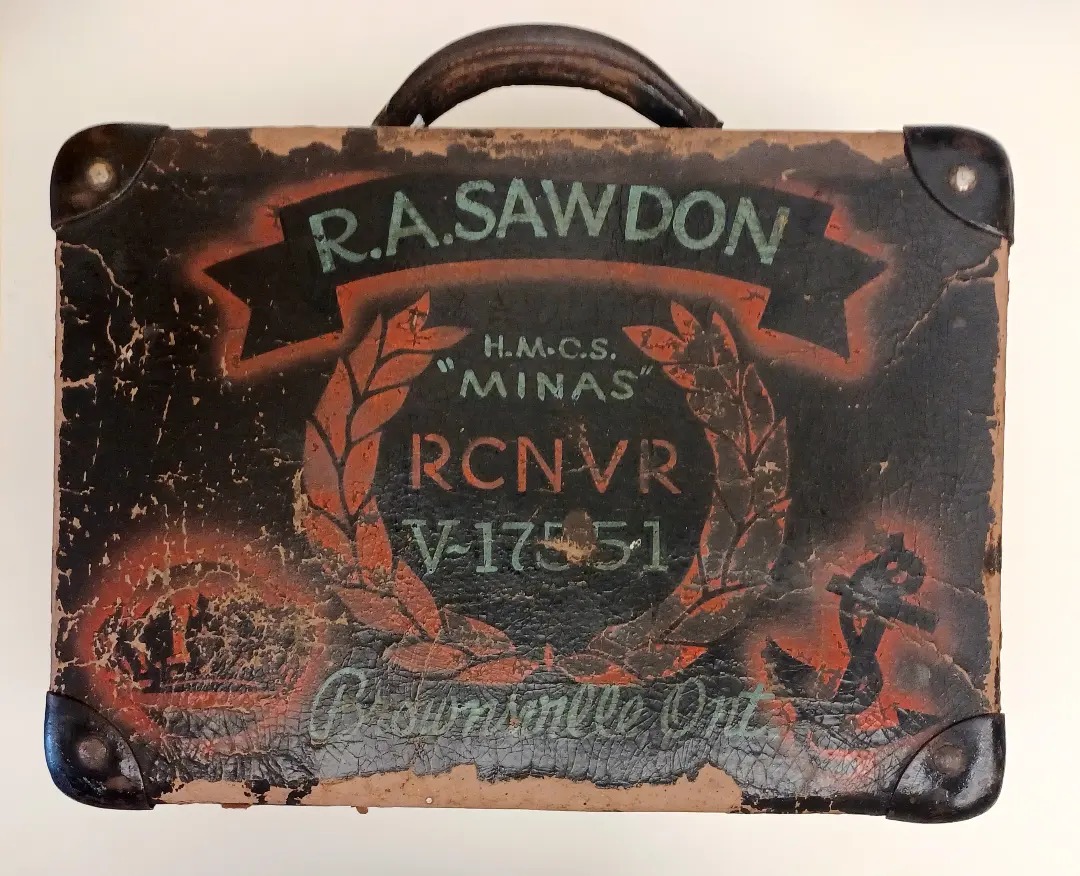 R.A.SAWDON
H.M.C.S.
"MINAS"
RCNVR
V-17551
Brownsville Ont.